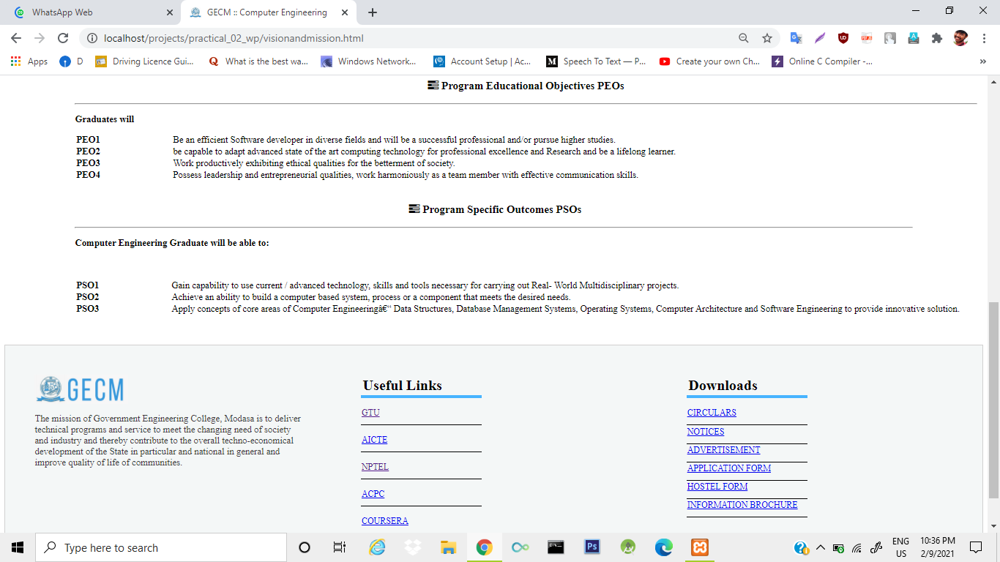 WhatsApp Web
GECM :: Computer Engineering
localhost/projects/practical_02_wp/visionandmission.html
Apps
D
Driving Licence Gui...
What is the best wa...
Windows Network...
Account Setup | Ac...
Speech To Text — P...
Create your own Ch...
Online C Compiler -...
»
Program Educational Objectives PEOs
Graduates will
PEO1 Be an efficient Software developer in diverse fields and will be a successful professional and/or pursue higher studies.
PEO2 be capable to adapt advanced state of the art computing technology for professional excellence and Research and be a lifelong learner.
PEO3 Work productively exhibiting ethical qualities for the betterment of society.
PEO4 Possess leadership and entrepreneurial qualities, work harmoniously as a team member with effective communication skills.
Program Specific Outcomes PSOs
Computer Engineering Graduate will be able to:
PSO1 Gain capability to use current / advanced technology, skills and tools necessary for carrying out Real- World Multidisciplinary projects.
PSO2 Achieve an ability to build a computer based system, process or a component that meets the desired needs.
PSO3 Apply concepts of core areas of Computer Engineeringâ€“ Data Structures, Database Management Systems, Operating Systems, Computer Architecture and Software Engineering to provide innovative solution.
GECM
The mission of Government Engineering College, Modasa is to deliver
technical programs and service to meet the changing need of society
and industry and thereby contribute to the overall techno-economical
development of the State in particular and national in general and
improve quality of life of communities.
Useful Links
GTU
AICTE
NPTEL
ACPC
COURSERA
Downloads
CIRCULARS
NOTICES
ADVERTISEMENT
APPLICATION FORM
HOSTEL FORM
INFORMATION BROCHURE
Type here to search
ENG
US
10:36 PM
2/9/2021